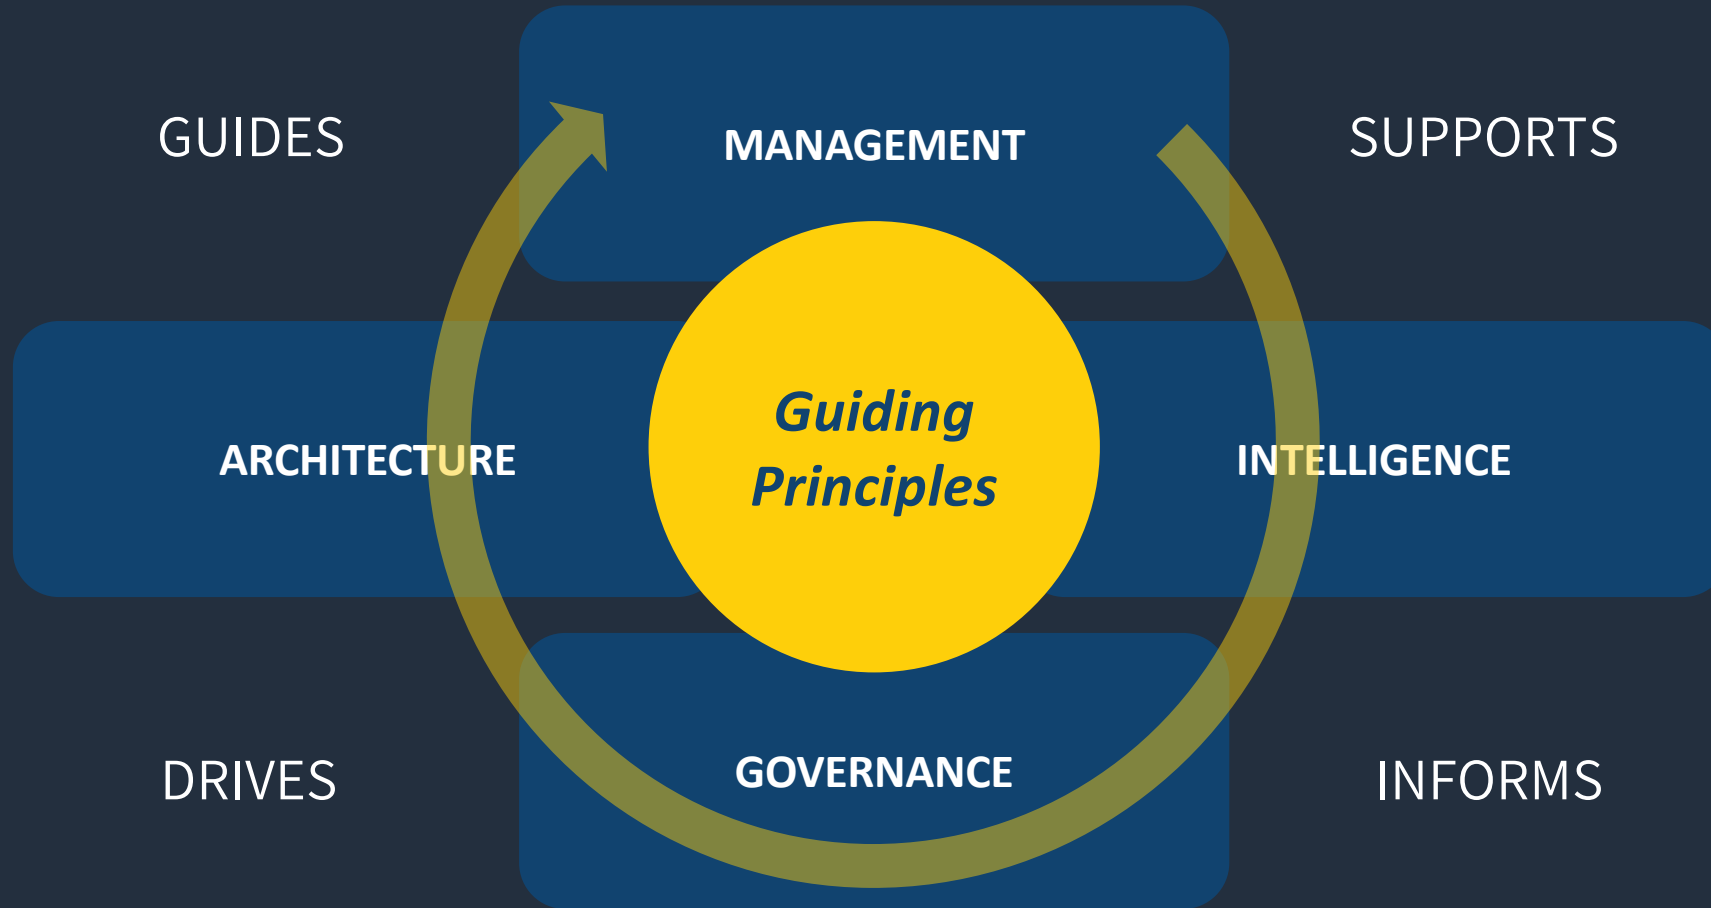 GUIDES
MANAGEMENT
SUPPORTS
ARCHITECTURE
Guiding
Principles
INTELLIGENCE
DRIVES
GOVERNANCE
INFORMS